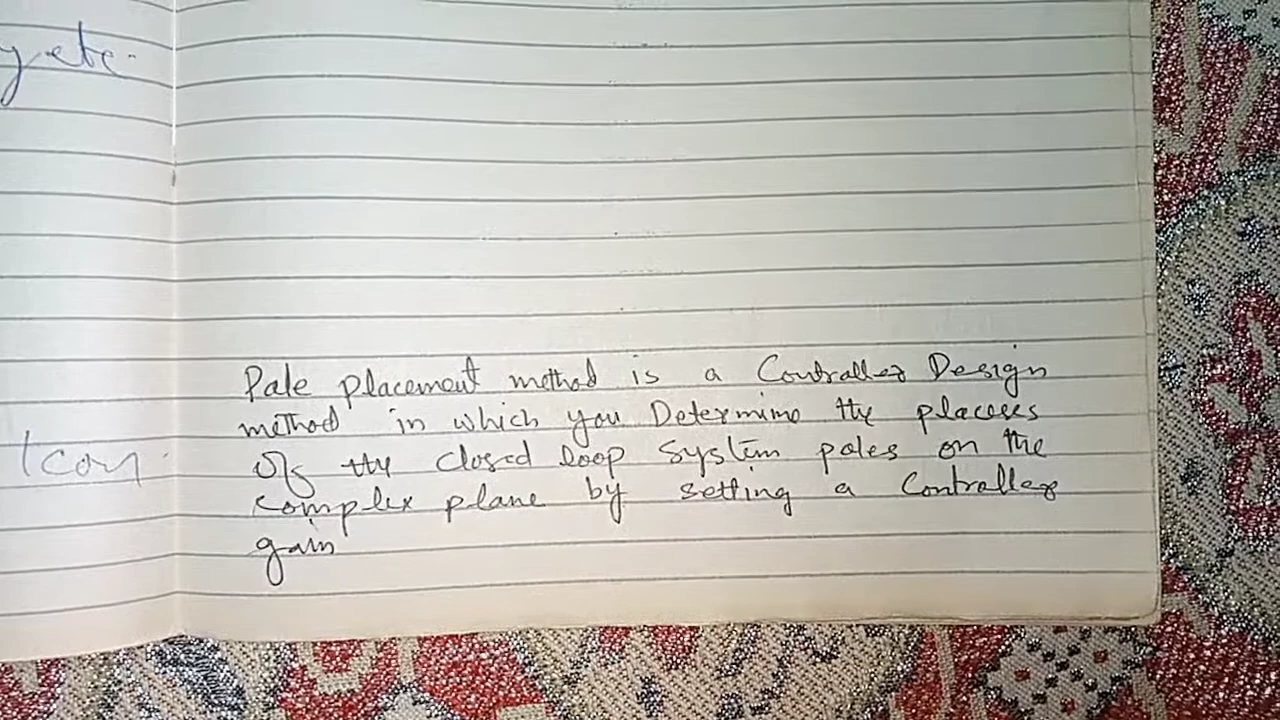 yete.
Pole placement method is a Controller Design
method in which you Determine the places
of the closed loop system poles on the
complex plane by setting a Controller
gain